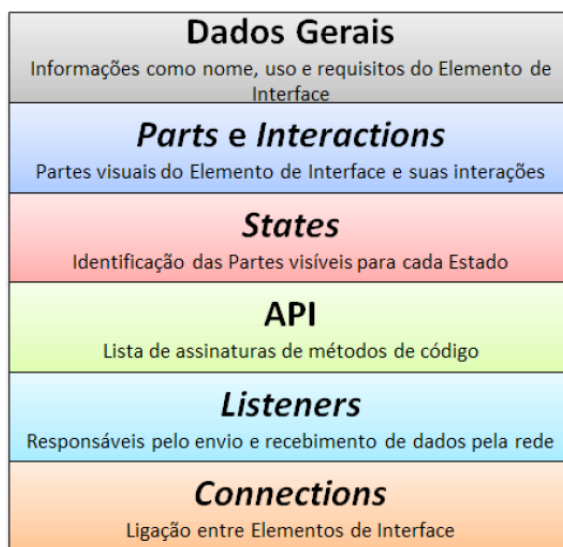 Dados Gerais
Informações como nome, uso e requisitos do Elemento de
Interface
Parts e Interactions
Partes visuais do Elemento de Interface e suas interações
States
Identificação das Partes visíveis para cada Estado
API
Lista de assinaturas de métodos de código
Listeners
Responsáveis pelo envio e recebimento de dados pela rede
Connections
Ligação entre Elementos de Interface